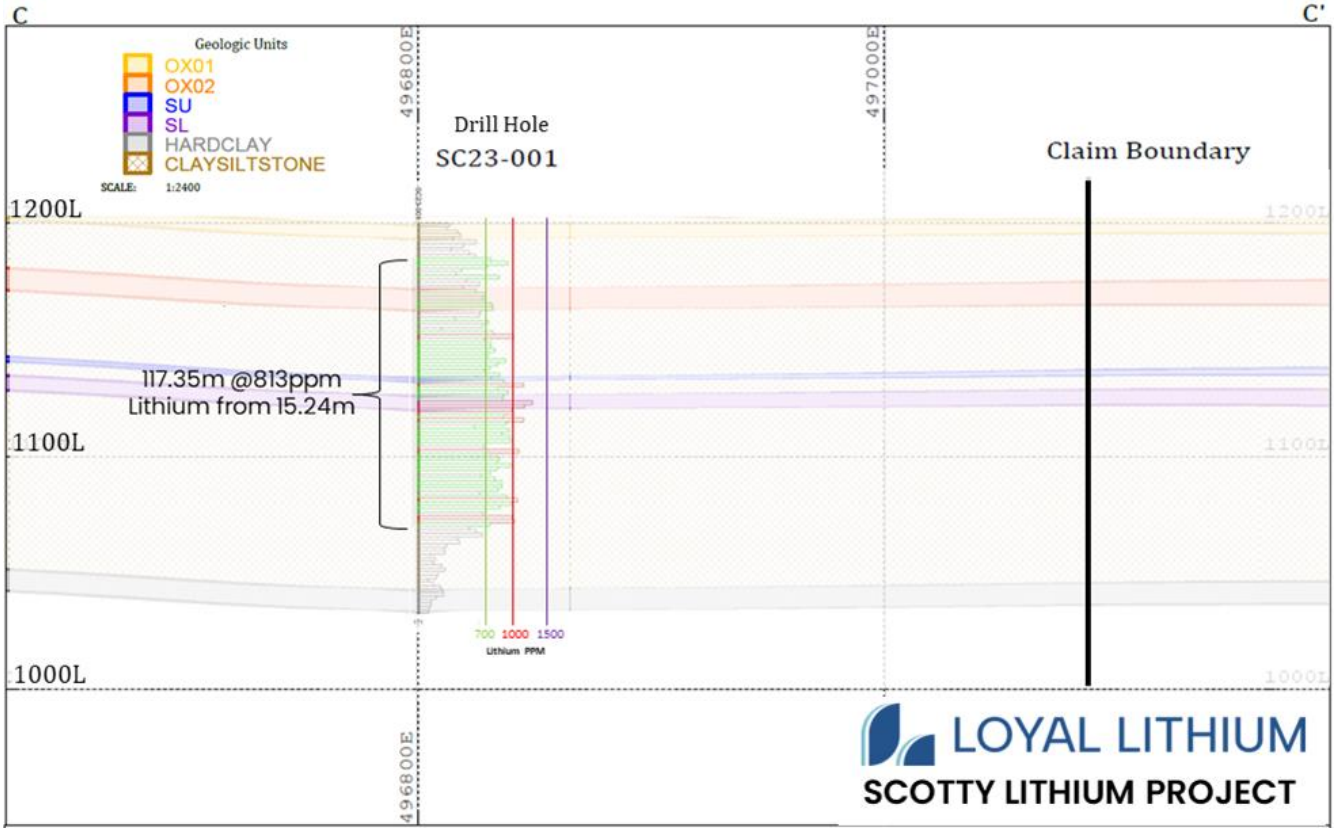 C
C'
Geologic Units
OX01
OX02
SU
SL
HARDCLAY
CLAYSILTSTONE
SCALE: 1:2400
496800E
497000E
Drill Hole
SC23-001
Claim Boundary
1200L
1200L
117.35m @813ppm
Lithium from 15.24m
1100L
1100L
700 1000 1500
Lithium PPM
1000L
1000L
496800E
LOYAL LITHIUM
SCOTTY LITHIUM PROJECT